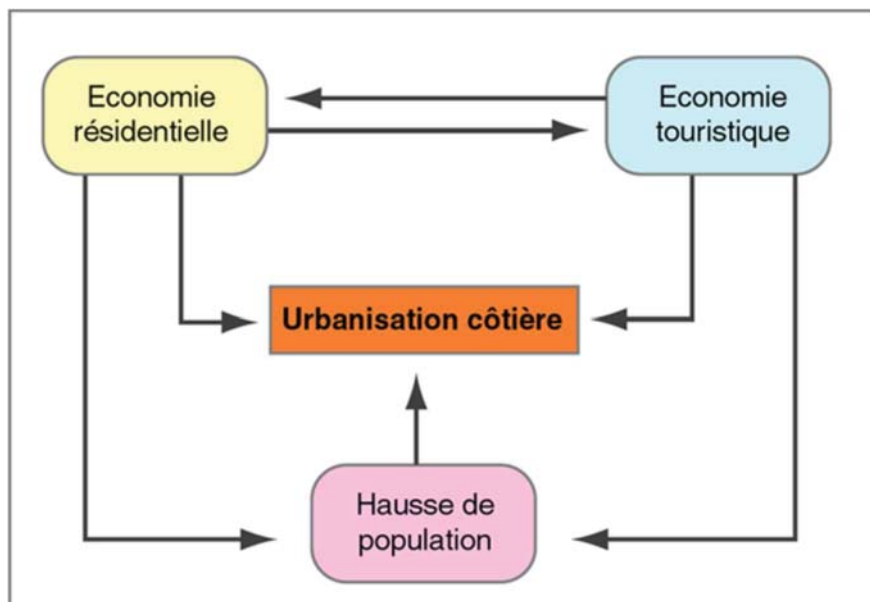 Economie
résidentielle
Economie
touristique
Urbanisation côtière
Hausse de
population